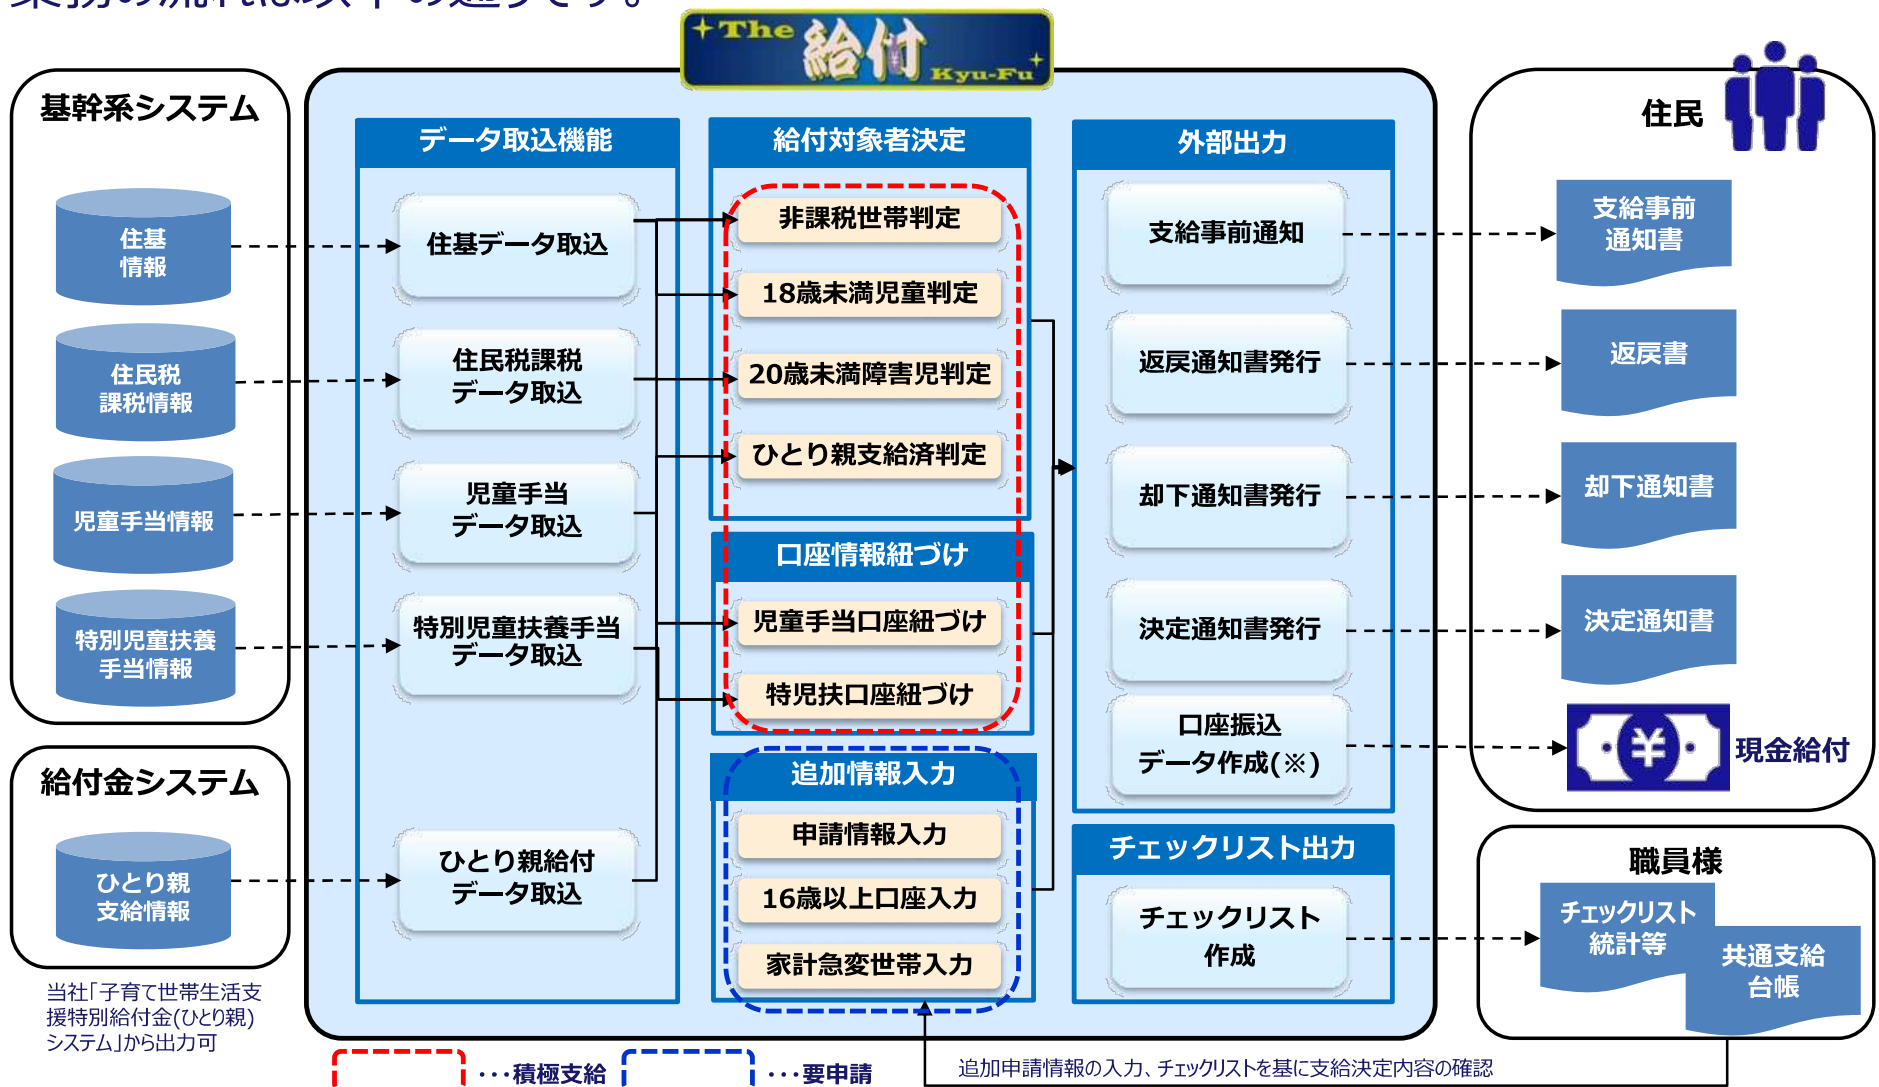 業務の流れは以下の通りです。
The 給付 Kyu-Fu
基幹系システム
住基
情報
住民税
課税情報
児童手当情報
特別児童扶養
手当情報
給付金システム
ひとり親
支給情報
当社「子育て世帯生活支
援特別給付金(ひとり親)
システム」から出力可
データ取込機能
住基データ取込
住民税課税
データ取込
児童手当
データ取込
特別児童扶養手当
データ取込
ひとり親給付
データ取込
給付対象者決定
非課税世帯判定
18歳未満児童判定
20歳未満障害児判定
ひとり親支給済判定
口座情報紐づけ
児童手当口座紐づけ
特児扶口座紐づけ
追加情報入力
申請情報入力
16歳以上口座入力
家計急変世帯入力
外部出力
支給事前通知
返戻通知書発行
却下通知書発行
決定通知書発行
口座振込
データ作成(※)
チェックリスト出力
チェックリスト
作成
住民
支給事前
通知書
返戻書
却下通知書
決定通知書
¥
現金給付
職員様
チェックリスト
統計等
共通支給
台帳
・・・積極支給
・・・要申請
追加申請情報の入力、チェックリストを基に支給決定内容の確認